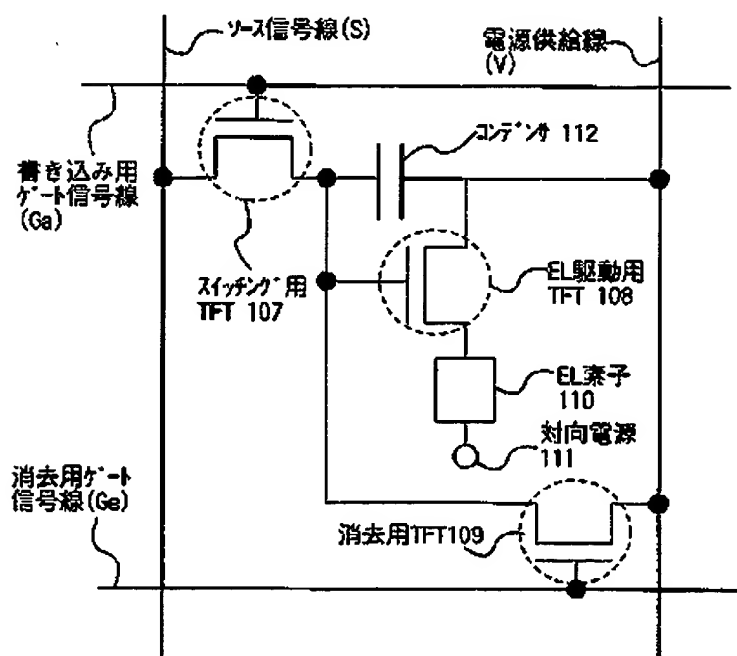 ソース信号線(S)
電源供給線
(V)
コンデンサ 112
書き込み用
ゲート信号線
(Ga)
スイッチング用
TFT 107
EL駆動用
TFT 108
EL素子
110
対向電源
111
消去用ゲート
信号線(Ge)
消去用TFT109